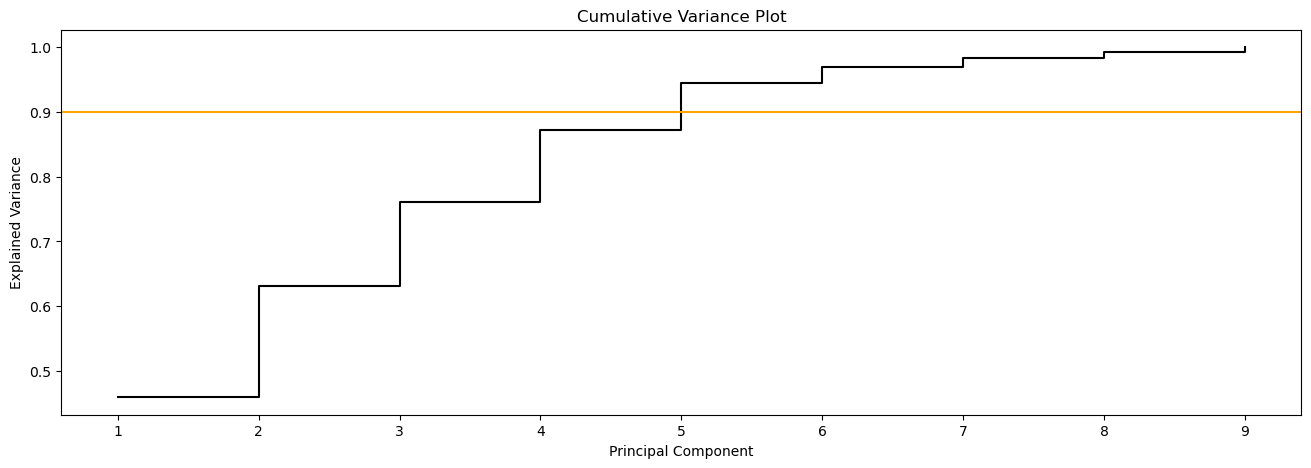 Cumulative Variance Plot
Explained Variance
1.0
0.9
0.8
0.7
0.6
0.5
1 2 3 4 5 6 7 8 9
Principal Component